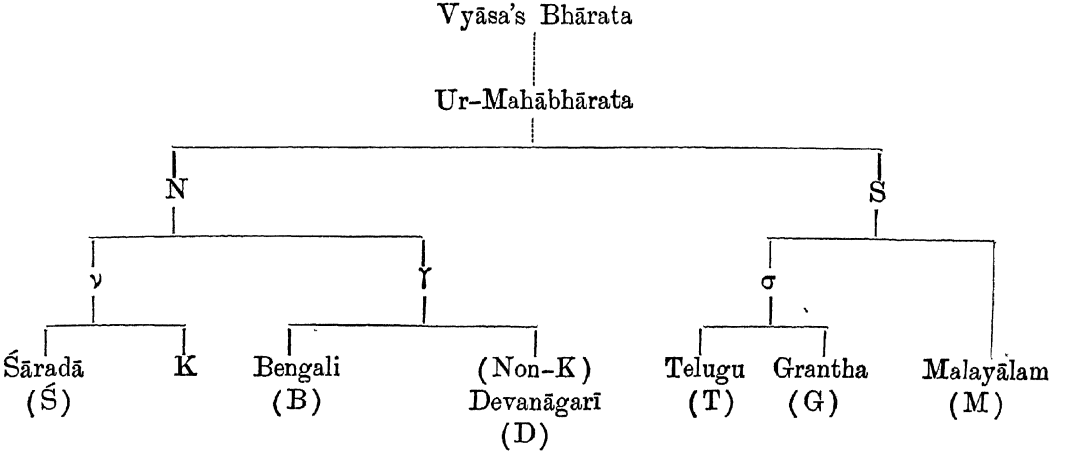 Vyāsa's Bhārata
Ur-Mahābhārata
N
S
ν
γ
σ
Śāradā
(Ś)
K
Bengali
(B)
(Non-K)
Devanāgarī
(D)
Telugu
(T)
Grantha
(G)
Malayālam
(M)